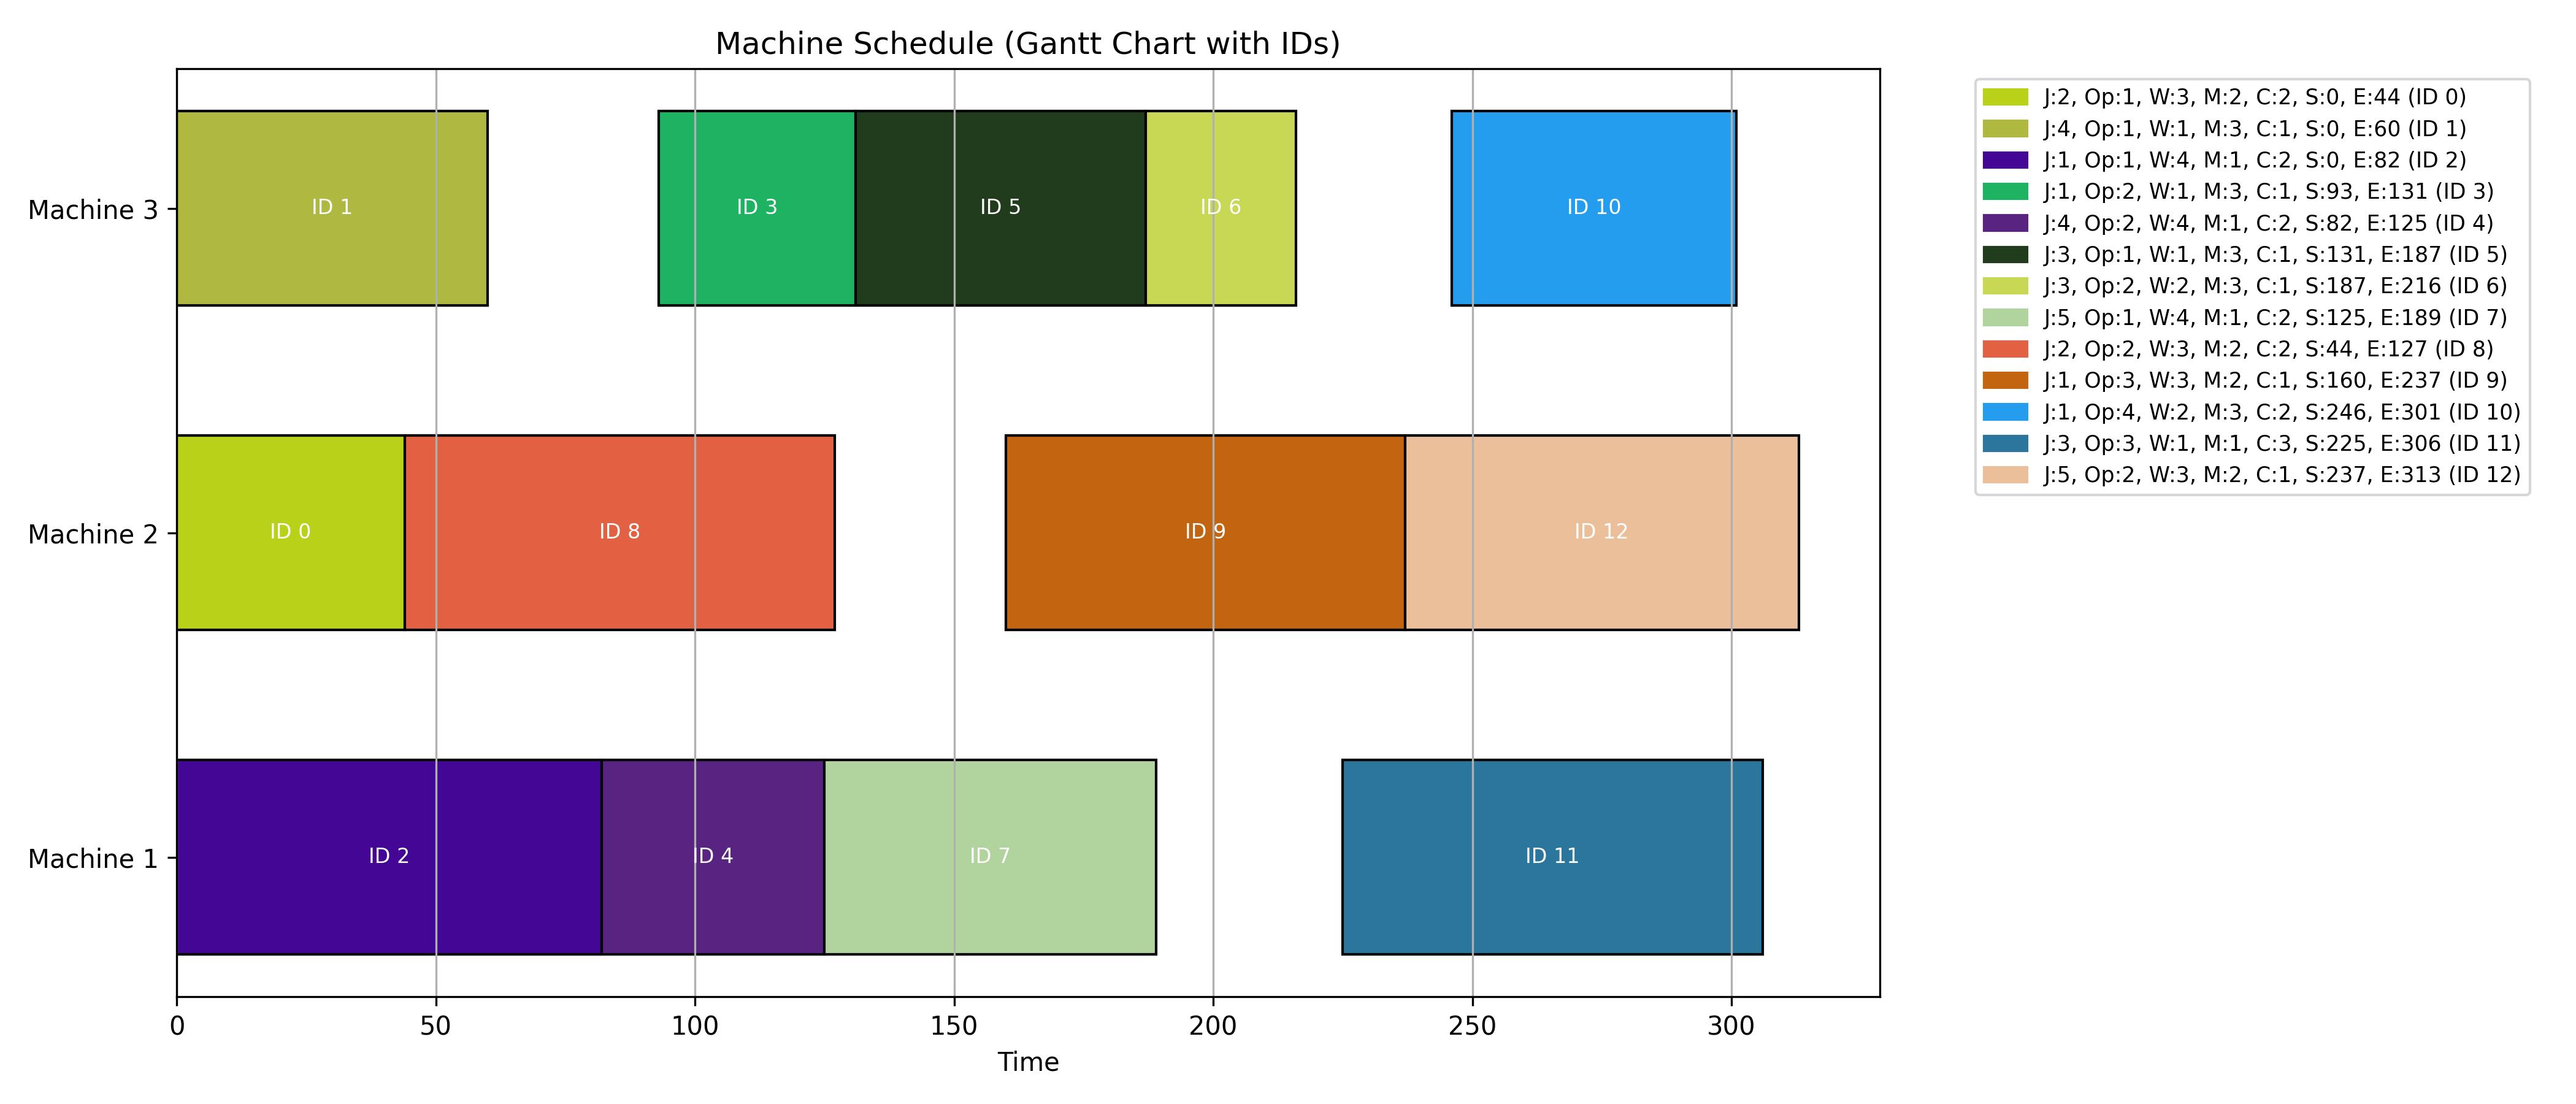 Machine Schedule (Gantt Chart with IDs)
Machine 3
ID 1
ID 3
ID 5
ID 6
ID 10
Machine 2
ID 0
ID 8
ID 9
ID 12
Machine 1
ID 2
ID 4
ID 7
ID 11
0 50 100 150 200 250 300
Time
J:2, Op:1, W:3, M:2, C:2, S:0, E:44 (ID 0)
J:4, Op:1, W:1, M:3, C:1, S:0, E:60 (ID 1)
J:1, Op:1, W:4, M:1, C:2, S:0, E:82 (ID 2)
J:1, Op:2, W:1, M:3, C:1, S:93, E:131 (ID 3)
J:4, Op:2, W:4, M:1, C:2, S:82, E:125 (ID 4)
J:3, Op:1, W:1, M:3, C:1, S:131, E:187 (ID 5)
J:3, Op:2, W:2, M:3, C:1, S:187, E:216 (ID 6)
J:5, Op:1, W:4, M:1, C:2, S:125, E:189 (ID 7)
J:2, Op:2, W:3, M:2, C:2, S:44, E:127 (ID 8)
J:1, Op:3, W:3, M:2, C:1, S:160, E:237 (ID 9)
J:1, Op:4, W:2, M:3, C:2, S:246, E:301 (ID 10)
J:3, Op:3, W:1, M:1, C:3, S:225, E:306 (ID 11)
J:5, Op:2, W:3, M:2, C:1, S:237, E:313 (ID 12)